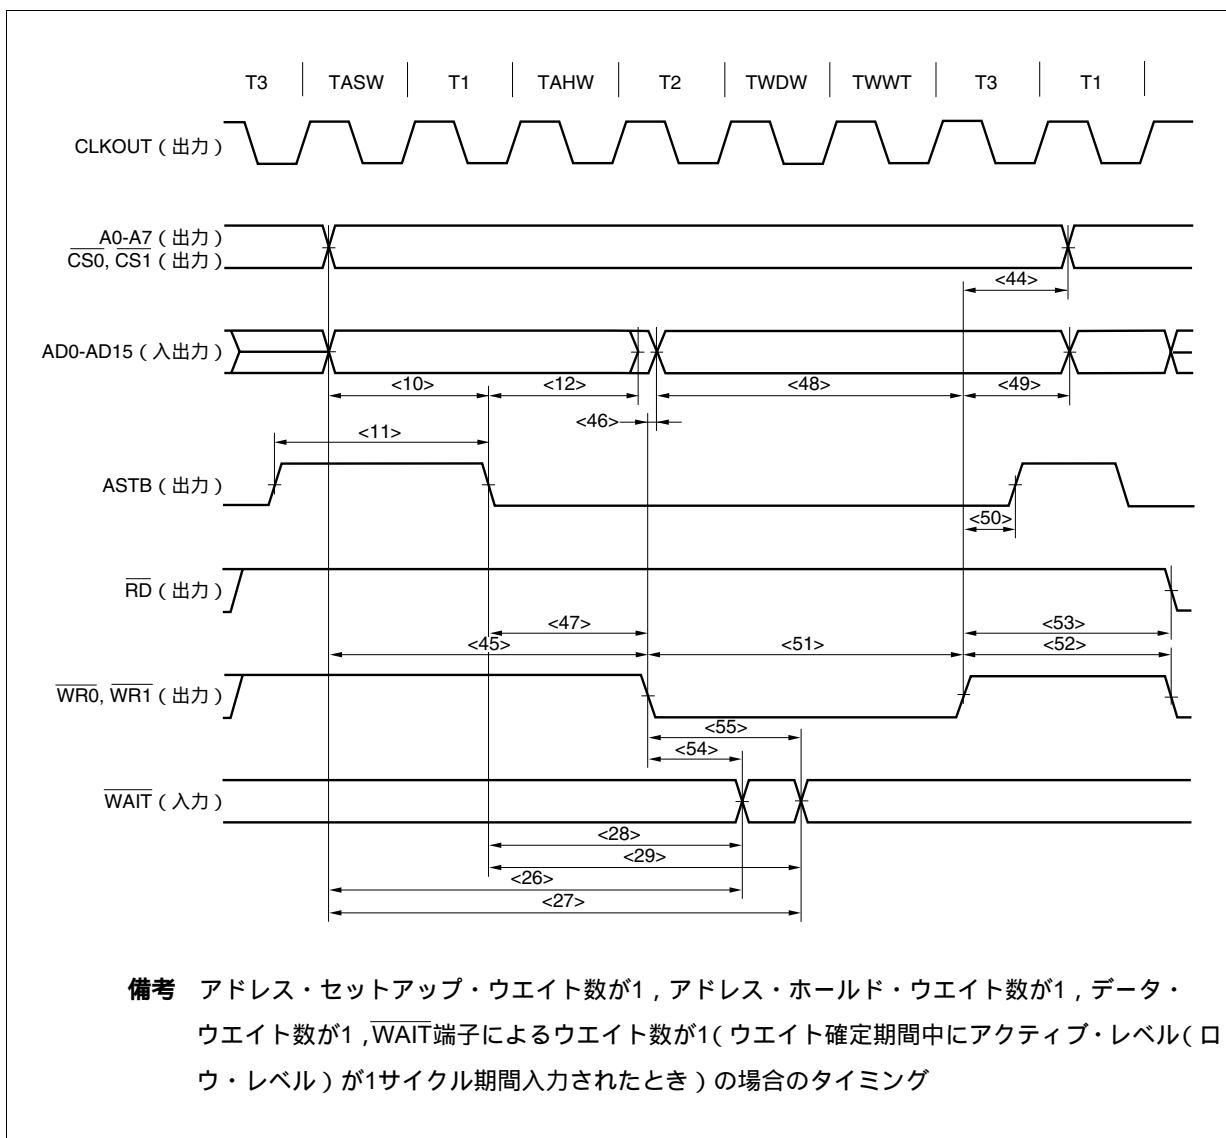 T3 TASW T1 TAHW T2 TWDW TWWT T3 T1
CLKOUT（出力）
A0-A7（出力）
CS0, CS1（出力）
<44>
AD0-AD15（入出力）
<10> <12> <48> <49>
<46>
<11>
ASTB（出力）
<50>
RD（出力）
<47> <53>
<45> <51> <52>
WR0, WR1（出力）
<55>
<54>
WAIT（入力）
<28>
<29>
<26>
<27>
備考 アドレス・セットアップ・ウエイト数が1，アドレス・ホールド・ウエイト数が1，データ・
ウエイト数が1，WAIT端子によるウエイト数が1（ウエイト確定期間中にアクティブ・レベル（ロ
ウ・レベル）が1サイクル期間入力されたとき）の場合のタイミング